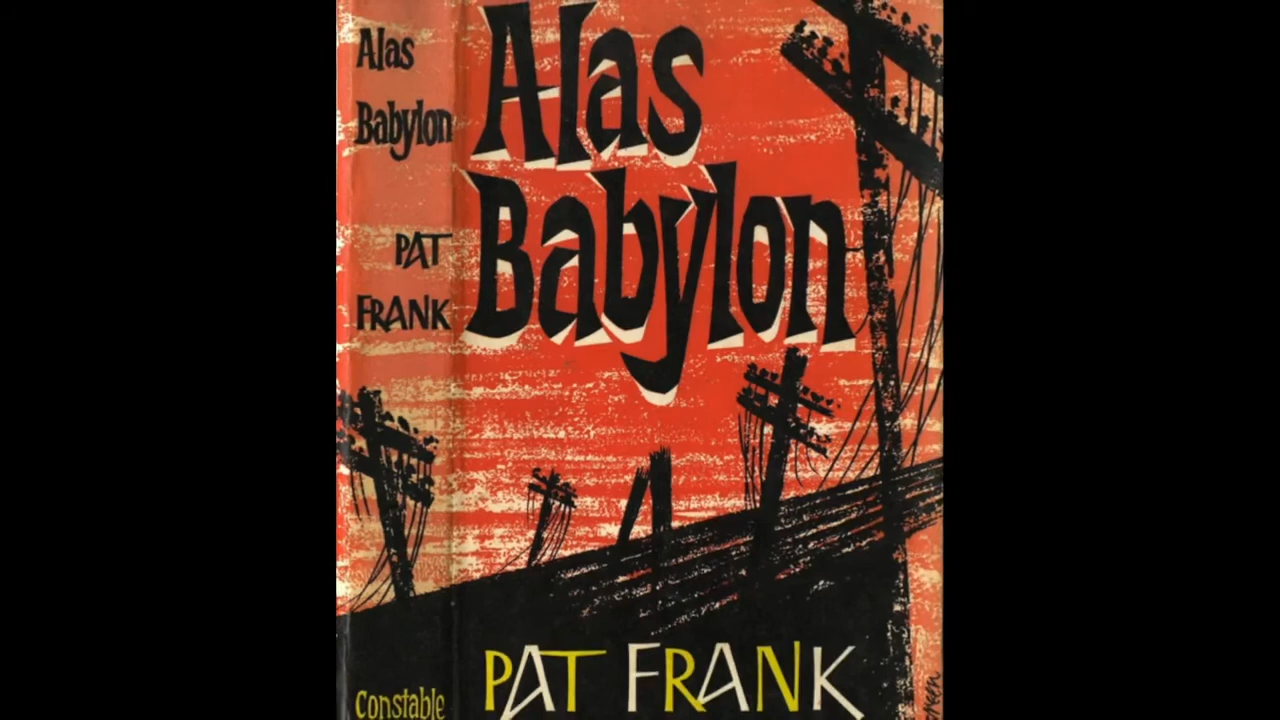 Alas
Babylon
PAT
FRANK
Constable
Alas
Babylon
PAT FRANK